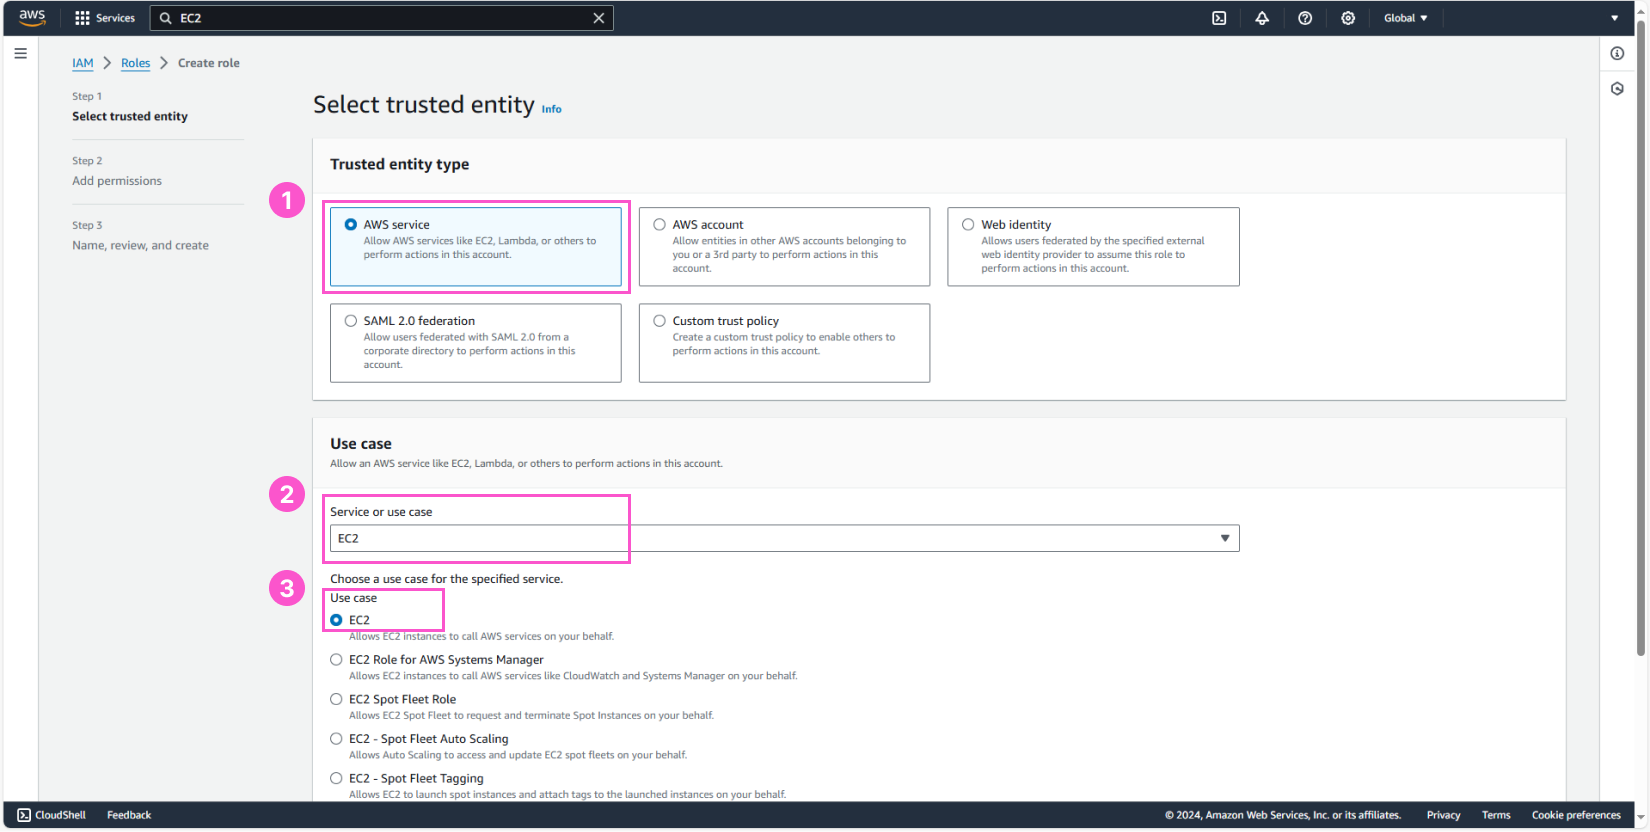 aws
Services
EC2
Global
IAM
Roles
Create role
Step 1
Select trusted entity
Step 2
Add permissions
Step 3
Name, review, and create
Select trusted entity Info
Trusted entity type
1
AWS service
Allow AWS services like EC2, Lambda, or others to
perform actions in this account.
AWS account
Allow entities in other AWS accounts belonging to
you or a 3rd party to perform actions in this
account.
Web identity
Allows users federated by the specified external
web identity provider to assume this role to
perform actions in this account.
SAML 2.0 federation
Allow users federated with SAML 2.0 from a
corporate directory to perform actions in this
account.
Custom trust policy
Create a custom trust policy to enable others to
perform actions in this account.
Use case
Allow an AWS service like EC2, Lambda, or others to perform actions in this account.
2
Service or use case
EC2
Choose a use case for the specified service.
3
Use case
EC2
Allows EC2 instances to call AWS services on your behalf.
EC2 Role for AWS Systems Manager
Allows EC2 instances to call AWS services like CloudWatch and Systems Manager on your behalf.
EC2 Spot Fleet Role
Allows EC2 Spot Fleet to request and terminate Spot Instances on your behalf.
EC2 - Spot Fleet Auto Scaling
Allows Auto Scaling to access and update EC2 spot fleets on your behalf.
EC2 - Spot Fleet Tagging
Allows EC2 to launch spot instances and attach tags to the launched instances on your behalf.
CloudShell
Feedback
© 2024, Amazon Web Services, Inc. or its affiliates.
Privacy
Terms
Cookie preferences